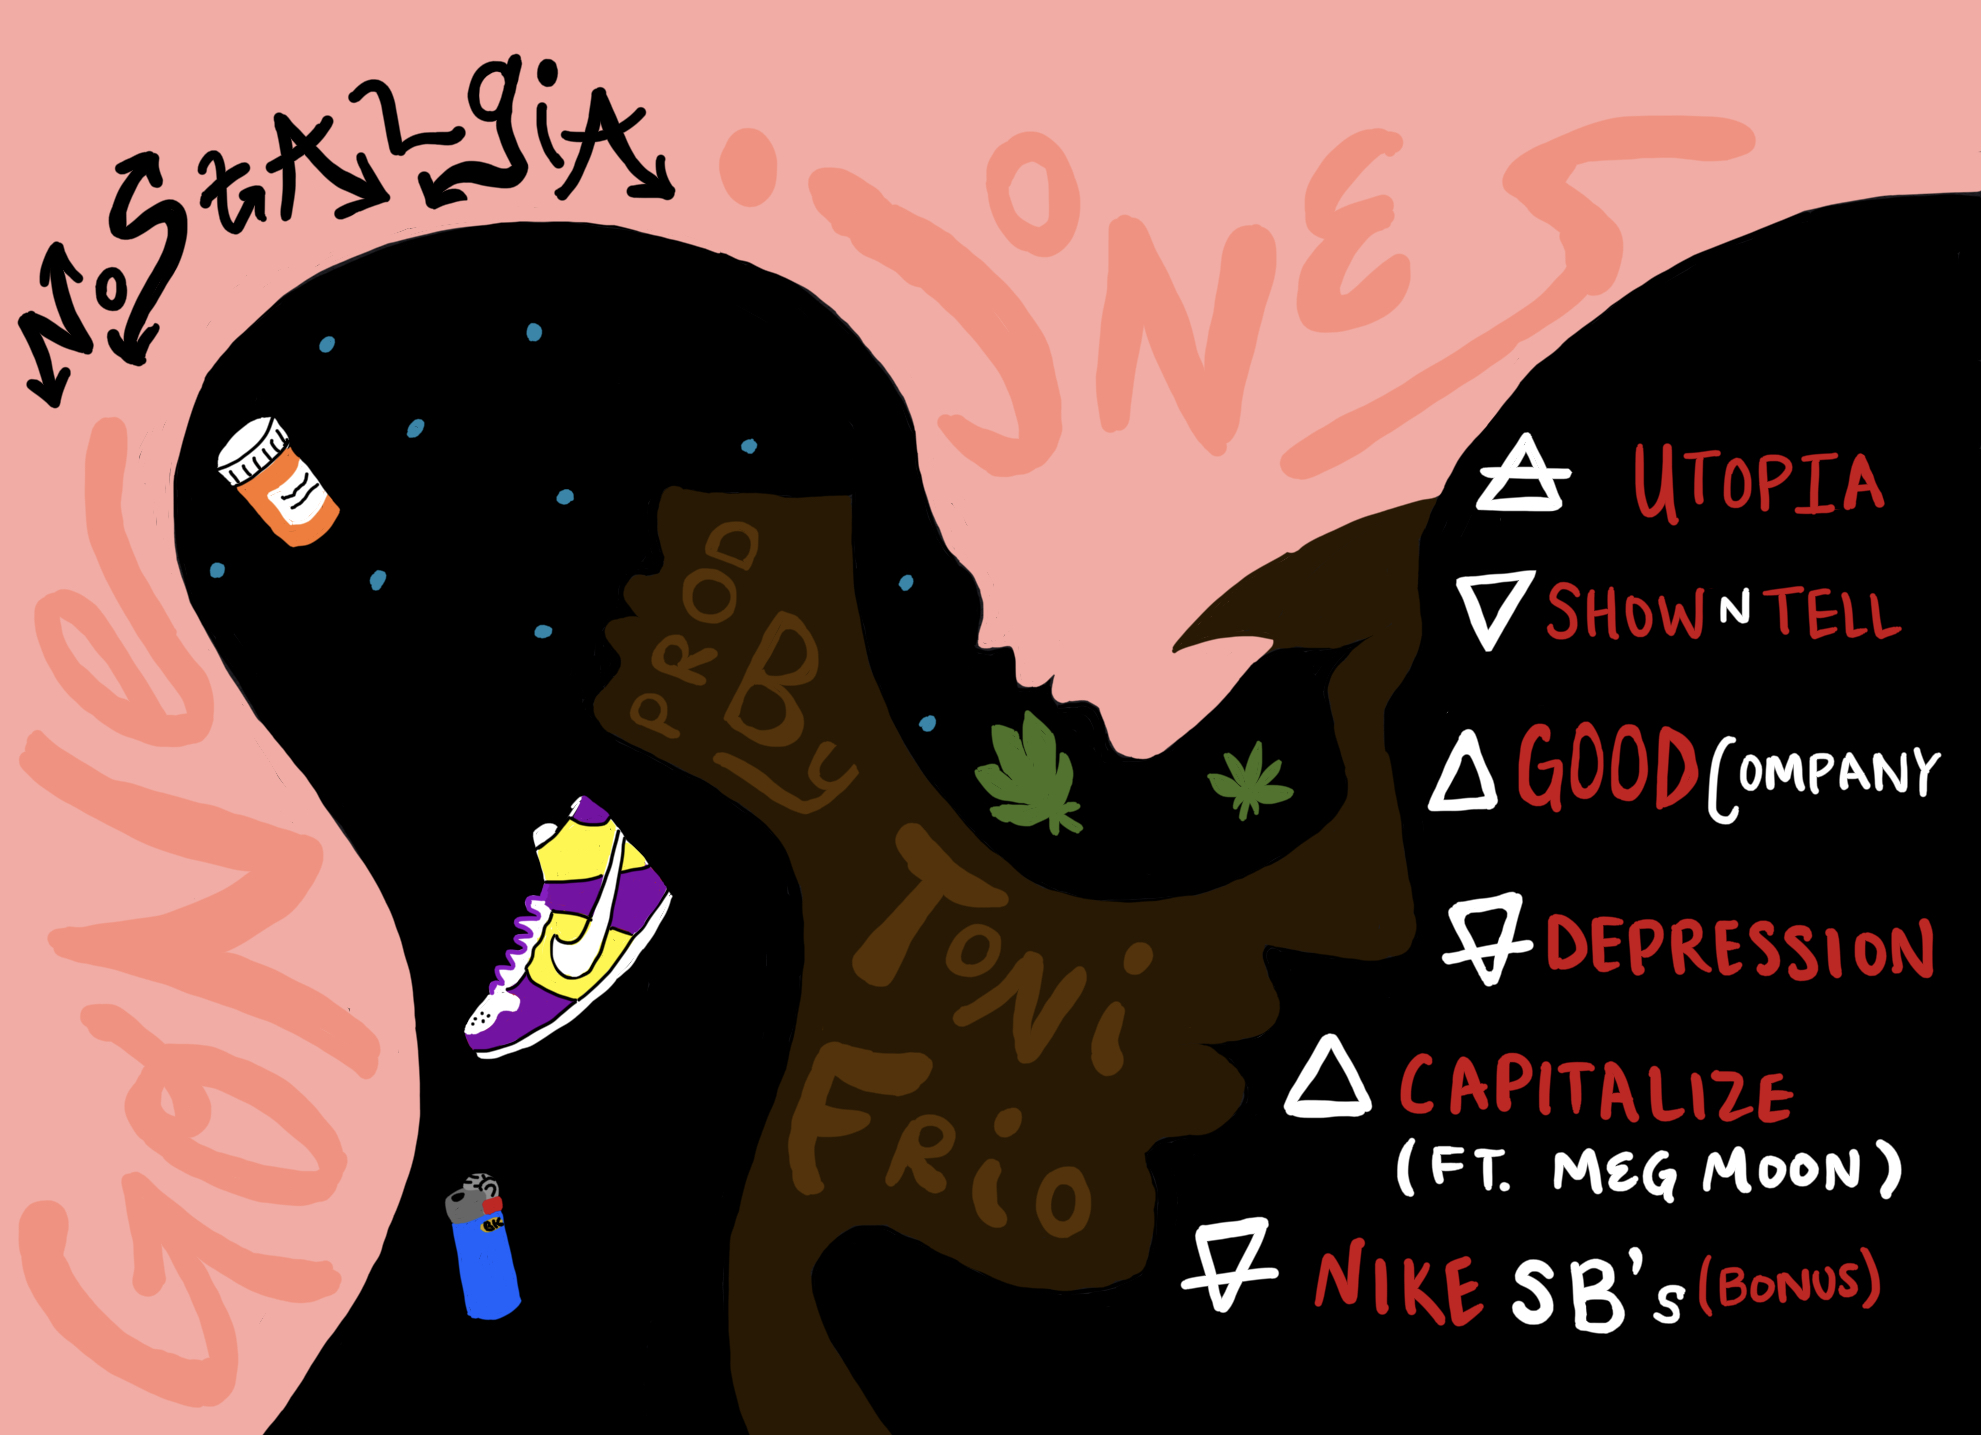 NOSTALGIA
JONES
GONE
PROD
By
TONI
FRIO
UTOPIA
SHOW N TELL
GOOD COMPANY
DEPRESSION
CAPITALIZE
(FT. MEG MOON)
NIKE SB's (BONUS)
BIC